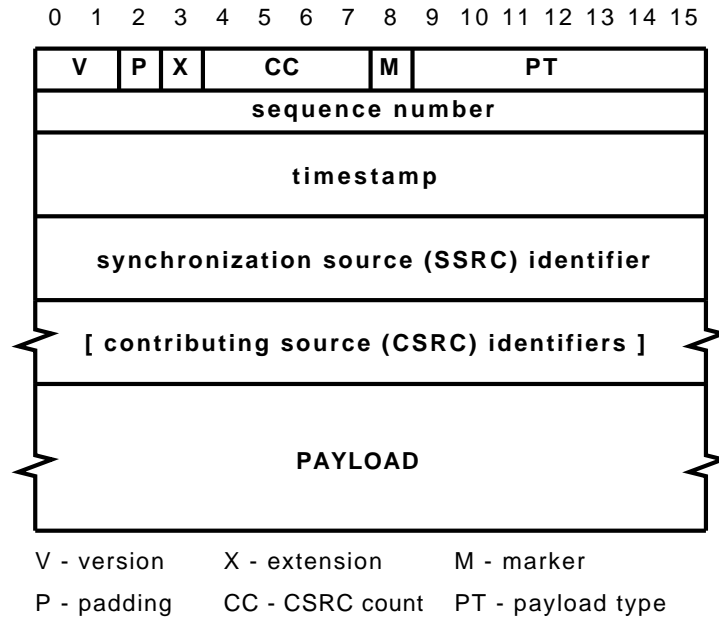 0 1 2 3 4 5 6 7 8 9 10 11 12 13 14 15
V P X CC M PT
sequence number
timestamp
synchronization source (SSRC) identifier
[ contributing source (CSRC) identifiers ]
PAYLOAD
V - version X - extension M - marker
P - padding CC - CSRC count PT - payload type